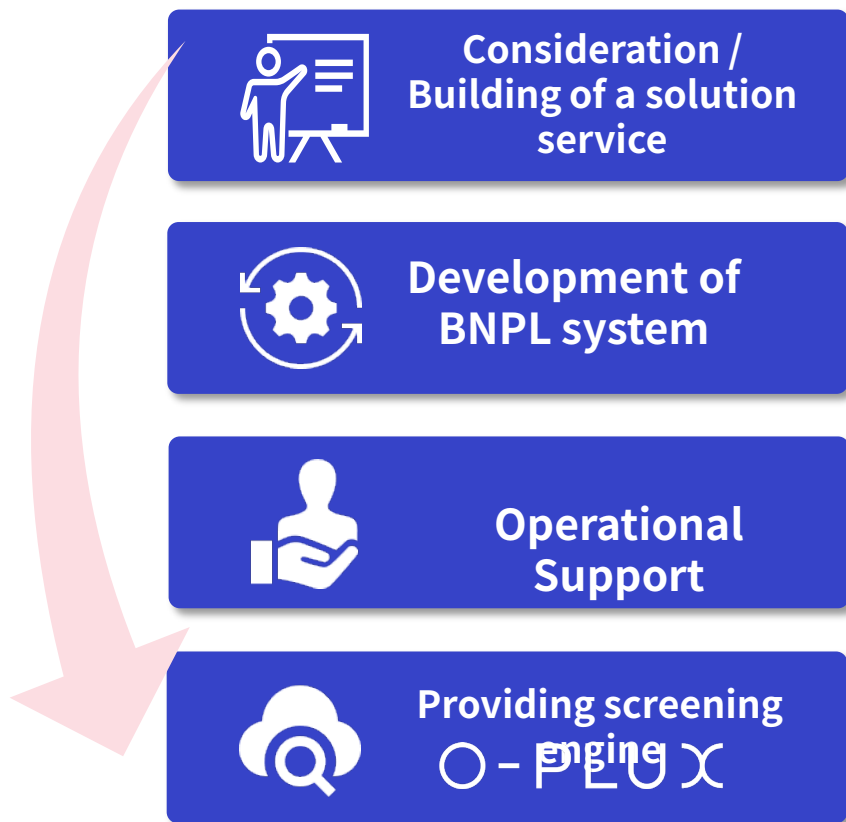 Consideration /
Building of a solution
service
Development of
BNPL system
Operational
Support
Providing screening
engine
O-PLUX